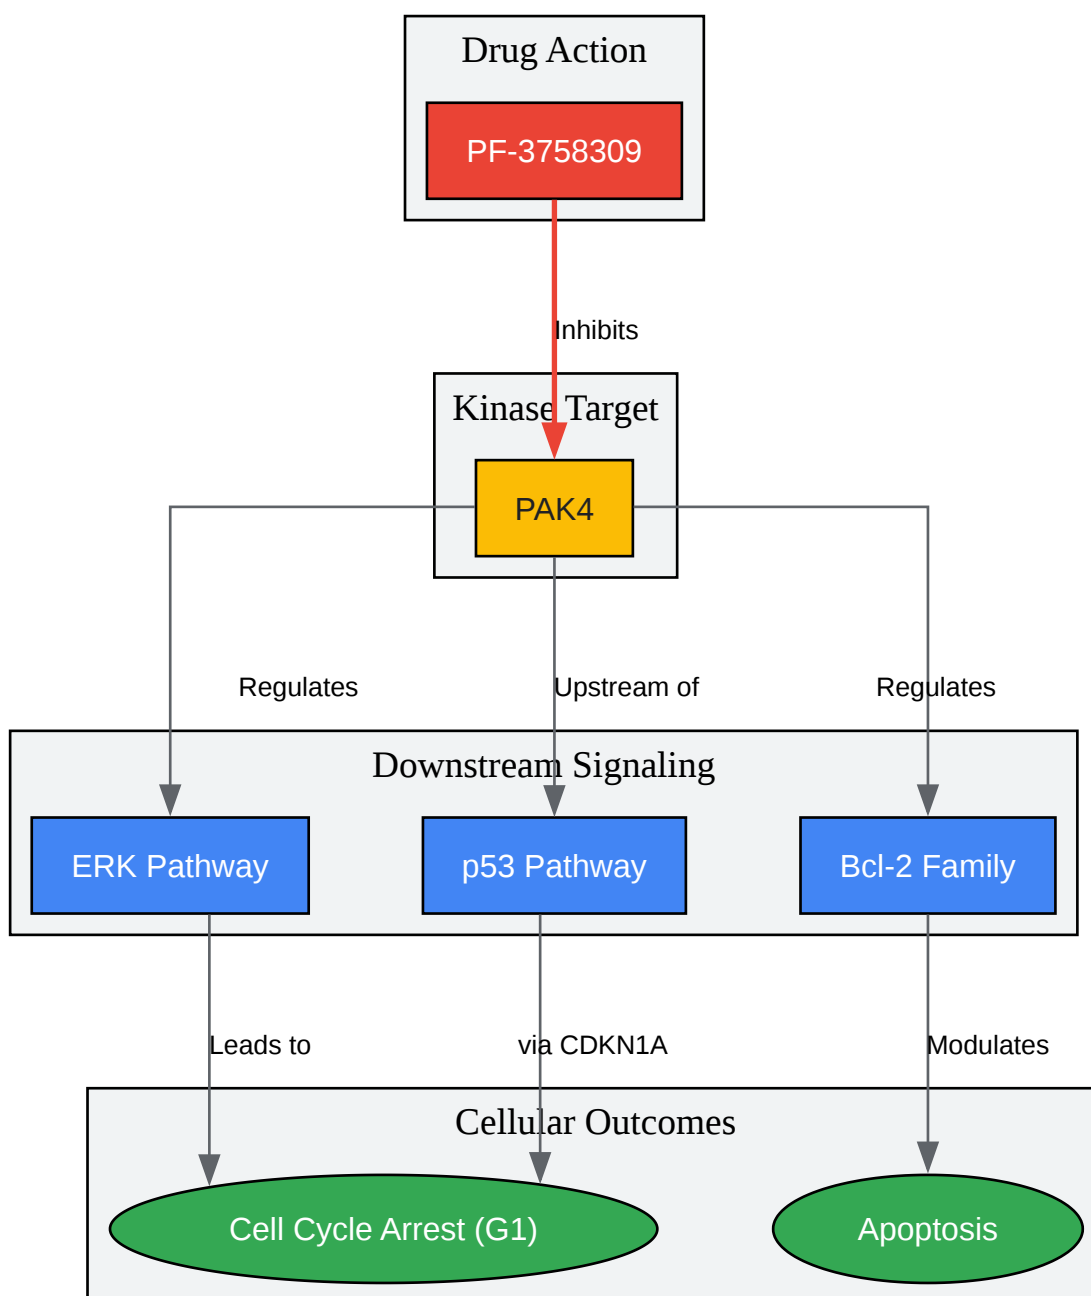 Drug Action
PF-3758309
Inhibits
Kinase Target
PAK4
Regulates
Upstream of
Regulates
Downstream Signaling
ERK Pathway
p53 Pathway
Bcl-2 Family
Leads to
via CDKN1A
Modulates
Cellular Outcomes
Cell Cycle Arrest (G1)
Apoptosis